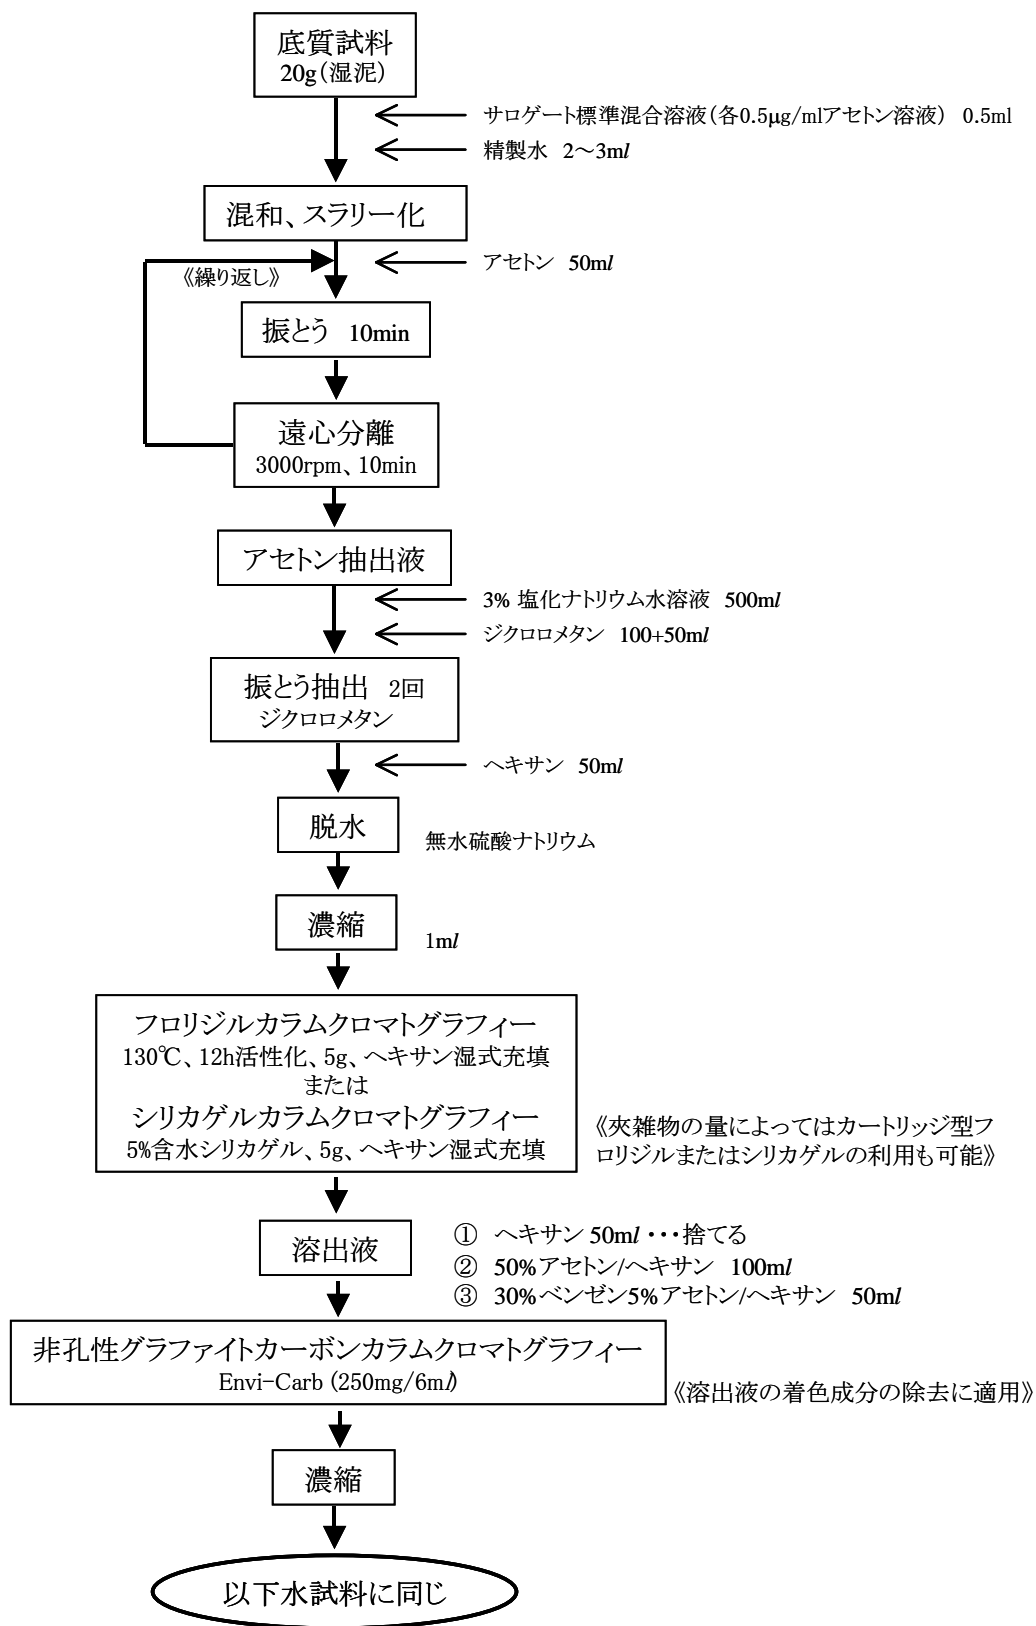 底質試料
20g(湿泥)
サロゲート標準混合溶液(各0.5μg/mlアセトン溶液) 0.5ml
精製水 2～3ml
混和、スラリー化
アセトン 50ml
《繰り返し》
振とう 10min
遠心分離
3000rpm、10min
アセトン抽出液
3% 塩化ナトリウム水溶液 500ml
ジクロロメタン 100+50ml
振とう抽出 2回
ジクロロメタン
ヘキサン 50ml
脱水
無水硫酸ナトリウム
濃縮
1ml
フロリジルカラムクロマトグラフィー
130℃、12h活性化、5g、ヘキサン湿式充填
または
シリカゲルカラムクロマトグラフィー
5%含水シリカゲル、5g、ヘキサン湿式充填
《夾雑物の量によってはカートリッジ型フ
ロリジルまたはシリカゲルの利用も可能》
溶出液
① ヘキサン 50ml ・・・捨てる
② 50%アセトン/ヘキサン 100ml
③ 30%ベンゼン5%アセトン/ヘキサン 50ml
非孔性グラファイトカーボンカラムクロマトグラフィー
Envi-Carb (250mg/6ml)
《溶出液の着色成分の除去に適用》
濃縮
以下水試料に同じ